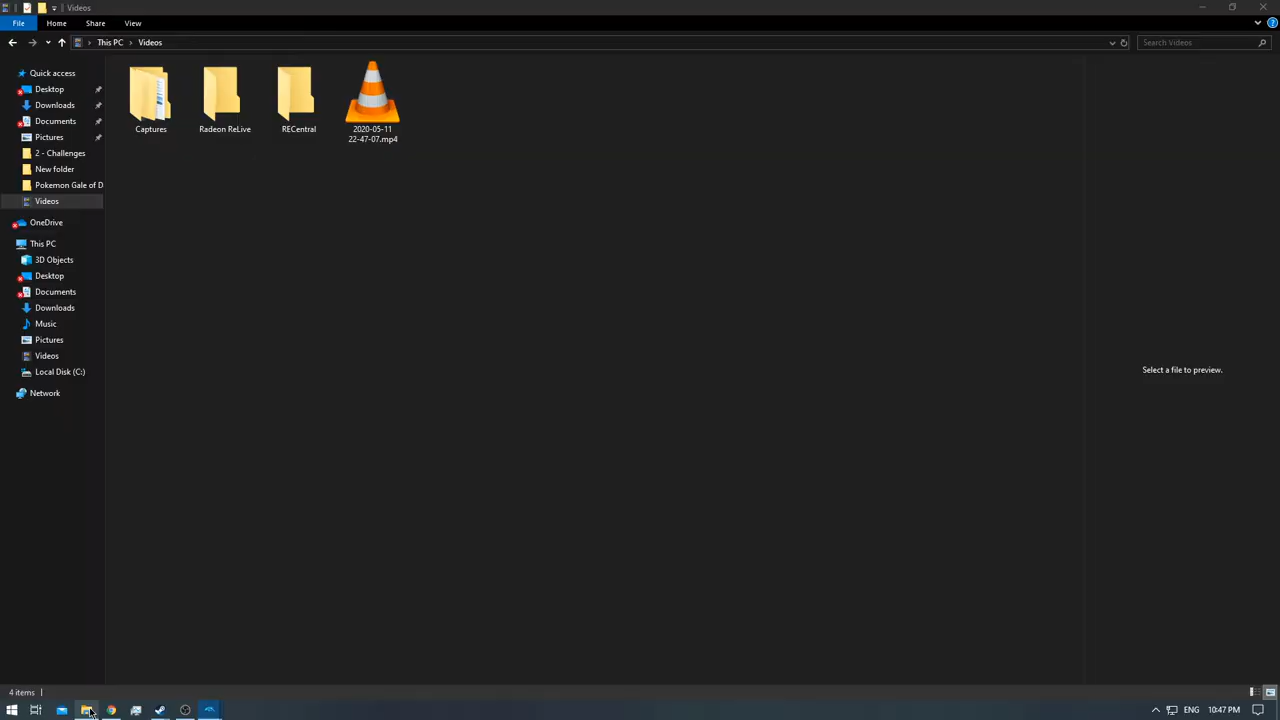 Videos
File
Home
Share
View
This PC
Videos
Search Videos
Quick access
Desktop
Downloads
Documents
Pictures
2 - Challenges
New folder
Pokemon Gale of D
Videos
OneDrive
This PC
3D Objects
Desktop
Documents
Downloads
Music
Pictures
Videos
Local Disk (C:)
Network
Captures
Radeon ReLive
RECentral
2020-05-11
22-47-07.mp4
Select a file to preview.
4 items
ENG
10:47 PM